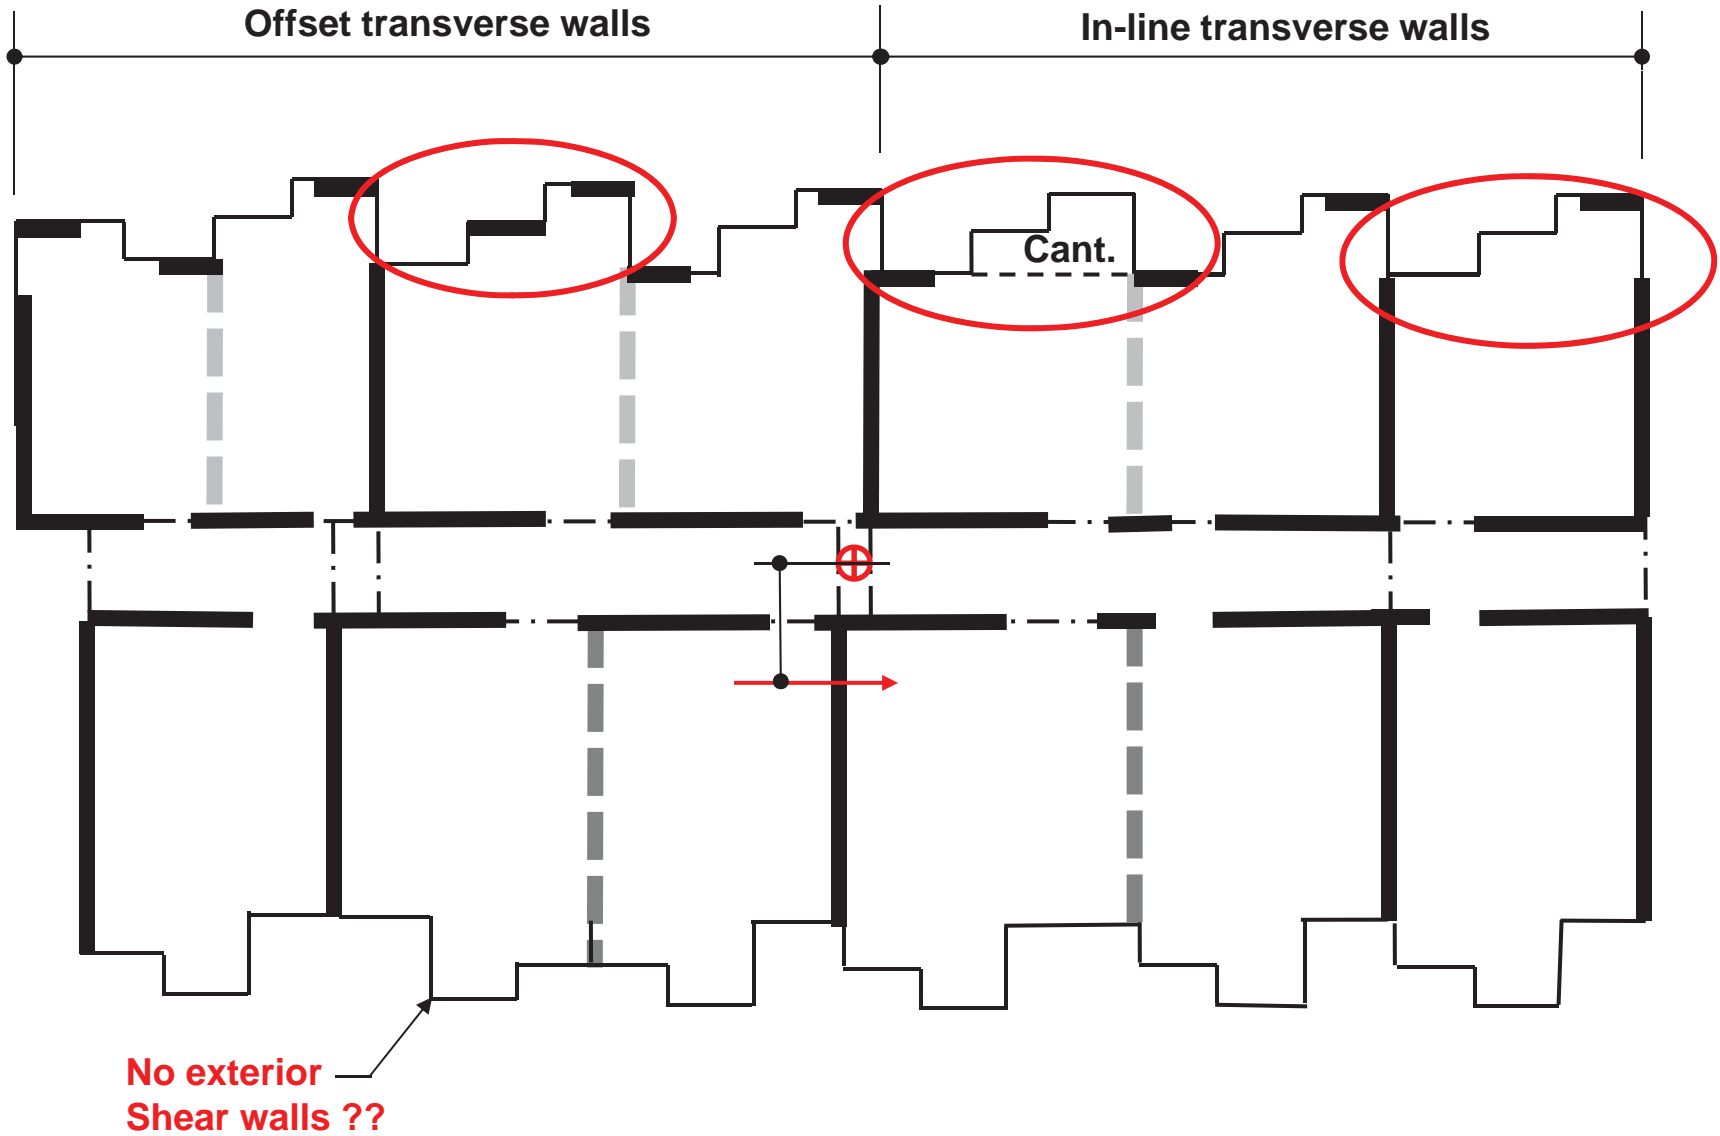 Offset transverse walls
In-line transverse walls
Cant.
No exterior
Shear walls ??